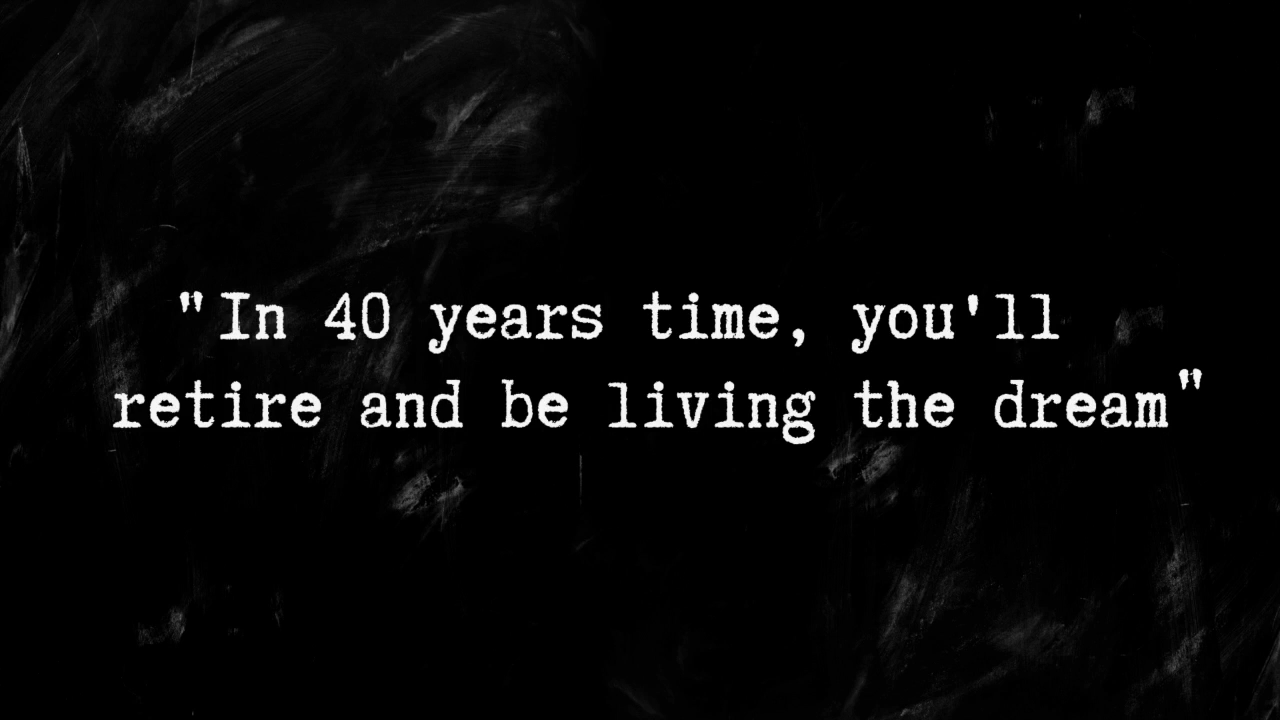 "In 40 years time, you'll
retire and be living the dream"